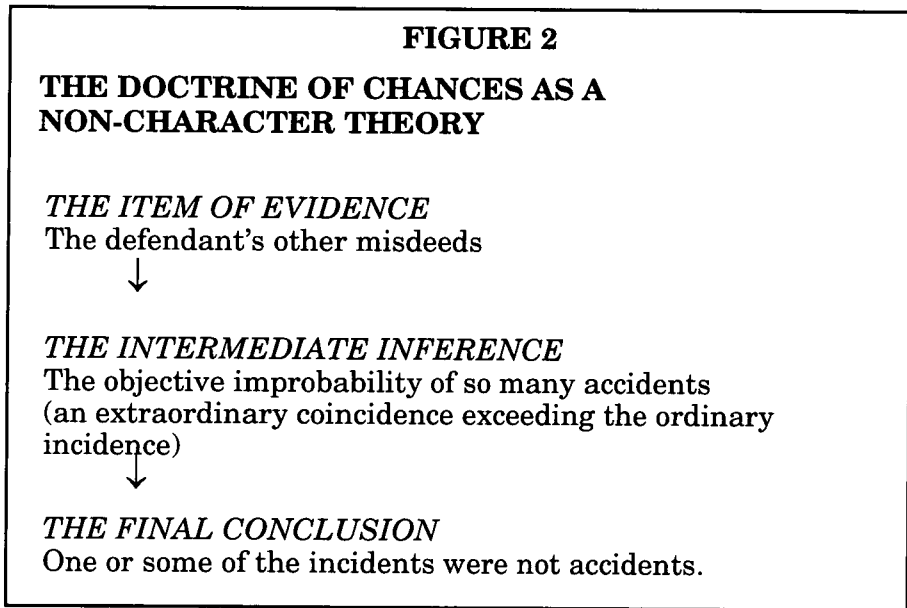 FIGURE 2
THE DOCTRINE OF CHANCES AS A
NON-CHARACTER THEORY
THE ITEM OF EVIDENCE
The defendant's other misdeeds
↓
THE INTERMEDIATE INFERENCE
The objective improbability of so many accidents
(an extraordinary coincidence exceeding the ordinary
incidence)
↓
THE FINAL CONCLUSION
One or some of the incidents were not accidents.